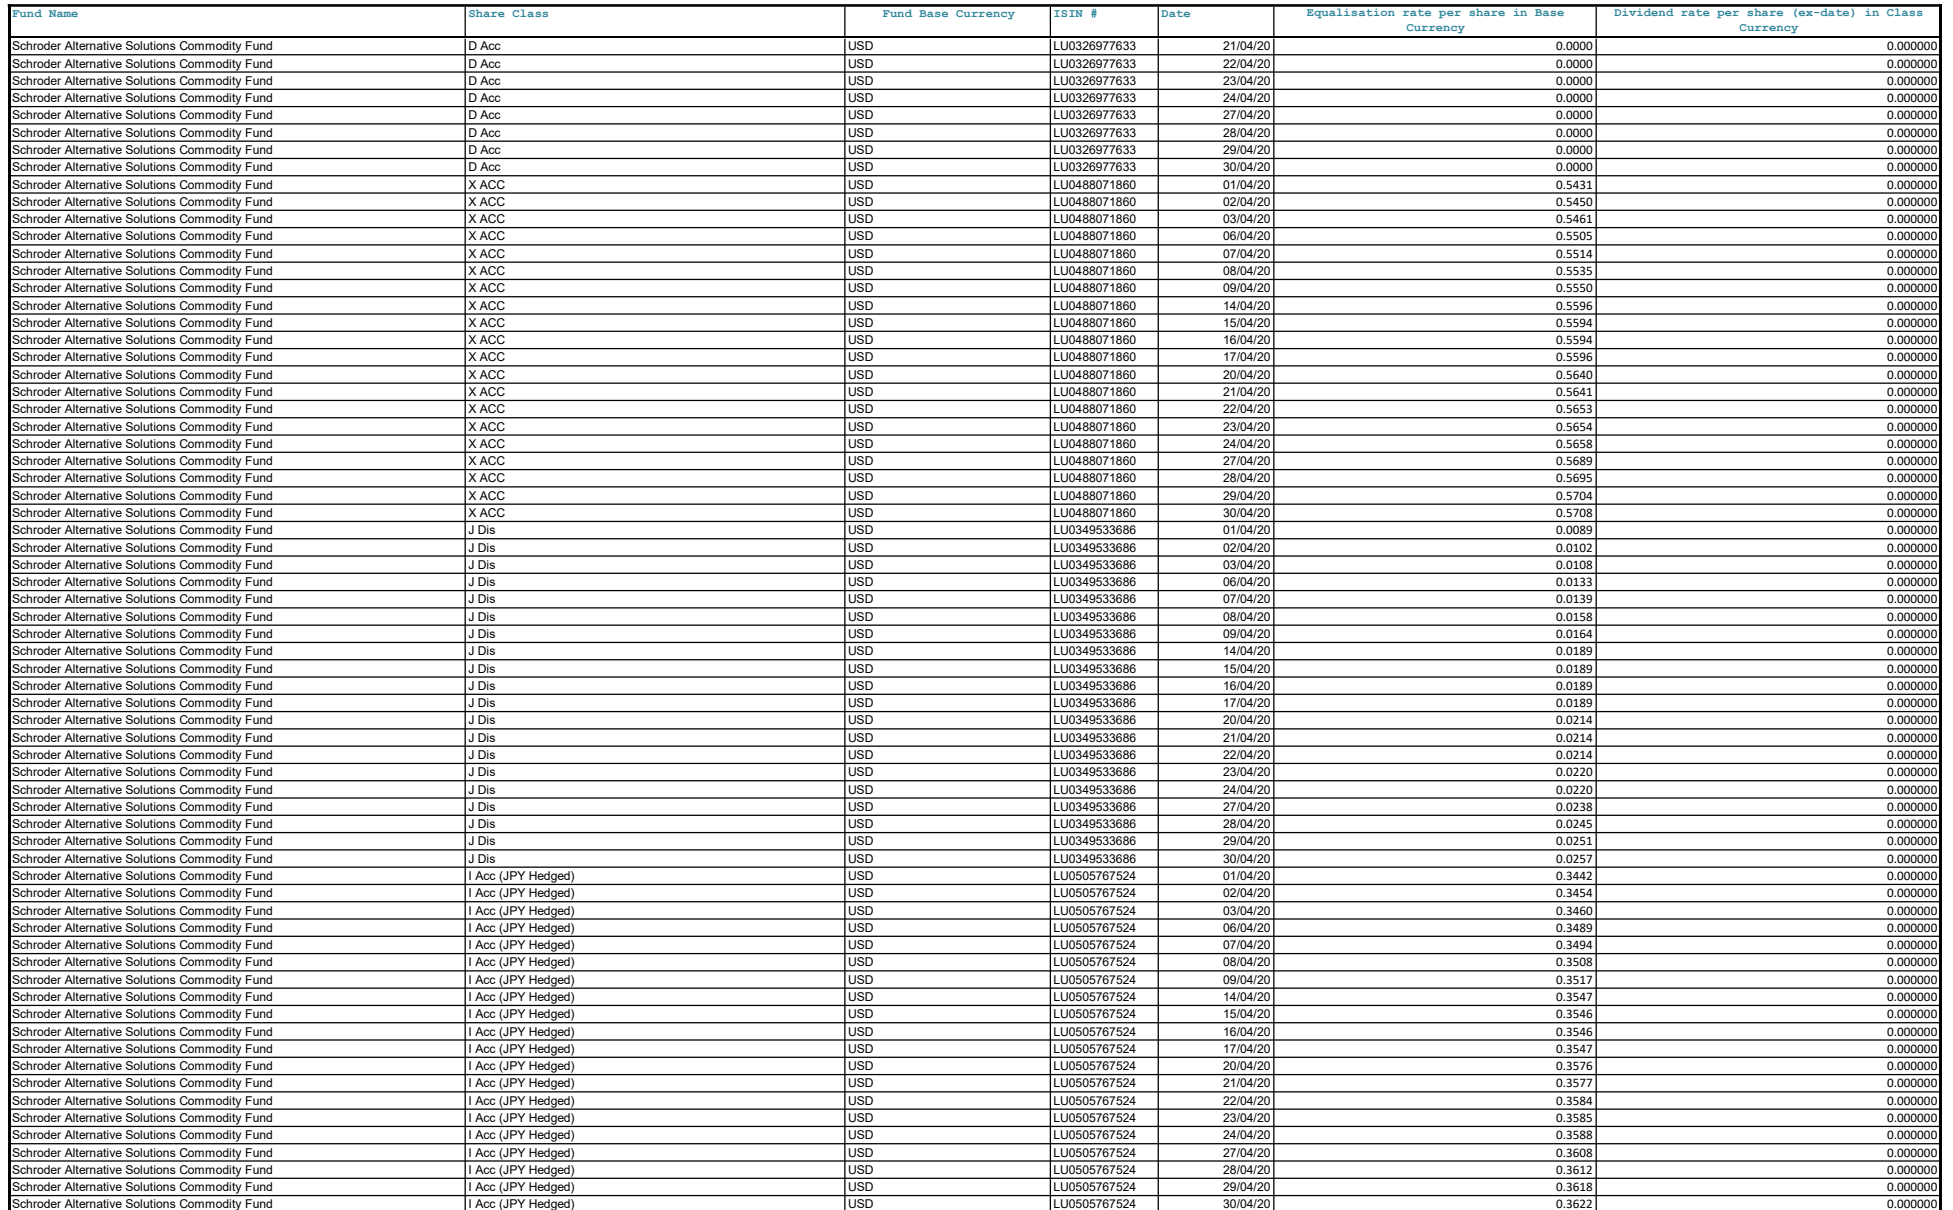 Fund Name Share Class Fund Base Currency ISIN # Date Equalisation rate per share in Base Currency Dividend rate per share (ex-date) in Class Currency
Schroder Alternative Solutions Commodity Fund D Acc USD LU0326977633 21/04/20 0.0000 0.000000
Schroder Alternative Solutions Commodity Fund D Acc USD LU0326977633 22/04/20 0.0000 0.000000
Schroder Alternative Solutions Commodity Fund D Acc USD LU0326977633 23/04/20 0.0000 0.000000
Schroder Alternative Solutions Commodity Fund D Acc USD LU0326977633 24/04/20 0.0000 0.000000
Schroder Alternative Solutions Commodity Fund D Acc USD LU0326977633 27/04/20 0.0000 0.000000
Schroder Alternative Solutions Commodity Fund D Acc USD LU0326977633 28/04/20 0.0000 0.000000
Schroder Alternative Solutions Commodity Fund D Acc USD LU0326977633 29/04/20 0.0000 0.000000
Schroder Alternative Solutions Commodity Fund D Acc USD LU0326977633 30/04/20 0.0000 0.000000
Schroder Alternative Solutions Commodity Fund X ACC USD LU0488071860 01/04/20 0.5431 0.000000
Schroder Alternative Solutions Commodity Fund X ACC USD LU0488071860 02/04/20 0.5450 0.000000
Schroder Alternative Solutions Commodity Fund X ACC USD LU0488071860 03/04/20 0.5461 0.000000
Schroder Alternative Solutions Commodity Fund X ACC USD LU0488071860 06/04/20 0.5505 0.000000
Schroder Alternative Solutions Commodity Fund X ACC USD LU0488071860 07/04/20 0.5514 0.000000
Schroder Alternative Solutions Commodity Fund X ACC USD LU0488071860 08/04/20 0.5535 0.000000
Schroder Alternative Solutions Commodity Fund X ACC USD LU0488071860 09/04/20 0.5550 0.000000
Schroder Alternative Solutions Commodity Fund X ACC USD LU0488071860 14/04/20 0.5596 0.000000
Schroder Alternative Solutions Commodity Fund X ACC USD LU0488071860 15/04/20 0.5594 0.000000
Schroder Alternative Solutions Commodity Fund X ACC USD LU0488071860 16/04/20 0.5594 0.000000
Schroder Alternative Solutions Commodity Fund X ACC USD LU0488071860 17/04/20 0.5596 0.000000
Schroder Alternative Solutions Commodity Fund X ACC USD LU0488071860 20/04/20 0.5640 0.000000
Schroder Alternative Solutions Commodity Fund X ACC USD LU0488071860 21/04/20 0.5641 0.000000
Schroder Alternative Solutions Commodity Fund X ACC USD LU0488071860 22/04/20 0.5653 0.000000
Schroder Alternative Solutions Commodity Fund X ACC USD LU0488071860 23/04/20 0.5654 0.000000
Schroder Alternative Solutions Commodity Fund X ACC USD LU0488071860 24/04/20 0.5658 0.000000
Schroder Alternative Solutions Commodity Fund X ACC USD LU0488071860 27/04/20 0.5689 0.000000
Schroder Alternative Solutions Commodity Fund X ACC USD LU0488071860 28/04/20 0.5695 0.000000
Schroder Alternative Solutions Commodity Fund X ACC USD LU0488071860 29/04/20 0.5704 0.000000
Schroder Alternative Solutions Commodity Fund X ACC USD LU0488071860 30/04/20 0.5708 0.000000
Schroder Alternative Solutions Commodity Fund J Dis USD LU0349533686 01/04/20 0.0089 0.000000
Schroder Alternative Solutions Commodity Fund J Dis USD LU0349533686 02/04/20 0.0102 0.000000
Schroder Alternative Solutions Commodity Fund J Dis USD LU0349533686 03/04/20 0.0108 0.000000
Schroder Alternative Solutions Commodity Fund J Dis USD LU0349533686 06/04/20 0.0133 0.000000
Schroder Alternative Solutions Commodity Fund J Dis USD LU0349533686 07/04/20 0.0139 0.000000
Schroder Alternative Solutions Commodity Fund J Dis USD LU0349533686 08/04/20 0.0158 0.000000
Schroder Alternative Solutions Commodity Fund J Dis USD LU0349533686 09/04/20 0.0164 0.000000
Schroder Alternative Solutions Commodity Fund J Dis USD LU0349533686 14/04/20 0.0189 0.000000
Schroder Alternative Solutions Commodity Fund J Dis USD LU0349533686 15/04/20 0.0189 0.000000
Schroder Alternative Solutions Commodity Fund J Dis USD LU0349533686 16/04/20 0.0189 0.000000
Schroder Alternative Solutions Commodity Fund J Dis USD LU0349533686 17/04/20 0.0189 0.000000
Schroder Alternative Solutions Commodity Fund J Dis USD LU0349533686 20/04/20 0.0214 0.000000
Schroder Alternative Solutions Commodity Fund J Dis USD LU0349533686 21/04/20 0.0214 0.000000
Schroder Alternative Solutions Commodity Fund J Dis USD LU0349533686 22/04/20 0.0214 0.000000
Schroder Alternative Solutions Commodity Fund J Dis USD LU0349533686 23/04/20 0.0220 0.000000
Schroder Alternative Solutions Commodity Fund J Dis USD LU0349533686 24/04/20 0.0220 0.000000
Schroder Alternative Solutions Commodity Fund J Dis USD LU0349533686 27/04/20 0.0238 0.000000
Schroder Alternative Solutions Commodity Fund J Dis USD LU0349533686 28/04/20 0.0245 0.000000
Schroder Alternative Solutions Commodity Fund J Dis USD LU0349533686 29/04/20 0.0251 0.000000
Schroder Alternative Solutions Commodity Fund J Dis USD LU0349533686 30/04/20 0.0257 0.000000
Schroder Alternative Solutions Commodity Fund I Acc (JPY Hedged) USD LU0505767524 01/04/20 0.3442 0.000000
Schroder Alternative Solutions Commodity Fund I Acc (JPY Hedged) USD LU0505767524 02/04/20 0.3454 0.000000
Schroder Alternative Solutions Commodity Fund I Acc (JPY Hedged) USD LU0505767524 03/04/20 0.3460 0.000000
Schroder Alternative Solutions Commodity Fund I Acc (JPY Hedged) USD LU0505767524 06/04/20 0.3489 0.000000
Schroder Alternative Solutions Commodity Fund I Acc (JPY Hedged) USD LU0505767524 07/04/20 0.3494 0.000000
Schroder Alternative Solutions Commodity Fund I Acc (JPY Hedged) USD LU0505767524 08/04/20 0.3508 0.000000
Schroder Alternative Solutions Commodity Fund I Acc (JPY Hedged) USD LU0505767524 09/04/20 0.3517 0.000000
Schroder Alternative Solutions Commodity Fund I Acc (JPY Hedged) USD LU0505767524 14/04/20 0.3547 0.000000
Schroder Alternative Solutions Commodity Fund I Acc (JPY Hedged) USD LU0505767524 15/04/20 0.3546 0.000000
Schroder Alternative Solutions Commodity Fund I Acc (JPY Hedged) USD LU0505767524 16/04/20 0.3546 0.000000
Schroder Alternative Solutions Commodity Fund I Acc (JPY Hedged) USD LU0505767524 17/04/20 0.3547 0.000000
Schroder Alternative Solutions Commodity Fund I Acc (JPY Hedged) USD LU0505767524 20/04/20 0.3576 0.000000
Schroder Alternative Solutions Commodity Fund I Acc (JPY Hedged) USD LU0505767524 21/04/20 0.3577 0.000000
Schroder Alternative Solutions Commodity Fund I Acc (JPY Hedged) USD LU0505767524 22/04/20 0.3584 0.000000
Schroder Alternative Solutions Commodity Fund I Acc (JPY Hedged) USD LU0505767524 23/04/20 0.3585 0.000000
Schroder Alternative Solutions Commodity Fund I Acc (JPY Hedged) USD LU0505767524 24/04/20 0.3588 0.000000
Schroder Alternative Solutions Commodity Fund I Acc (JPY Hedged) USD LU0505767524 27/04/20 0.3608 0.000000
Schroder Alternative Solutions Commodity Fund I Acc (JPY Hedged) USD LU0505767524 28/04/20 0.3612 0.000000
Schroder Alternative Solutions Commodity Fund I Acc (JPY Hedged) USD LU0505767524 29/04/20 0.3618 0.000000
Schroder Alternative Solutions Commodity Fund I Acc (JPY Hedged) USD LU0505767524 30/04/20 0.3622 0.000000